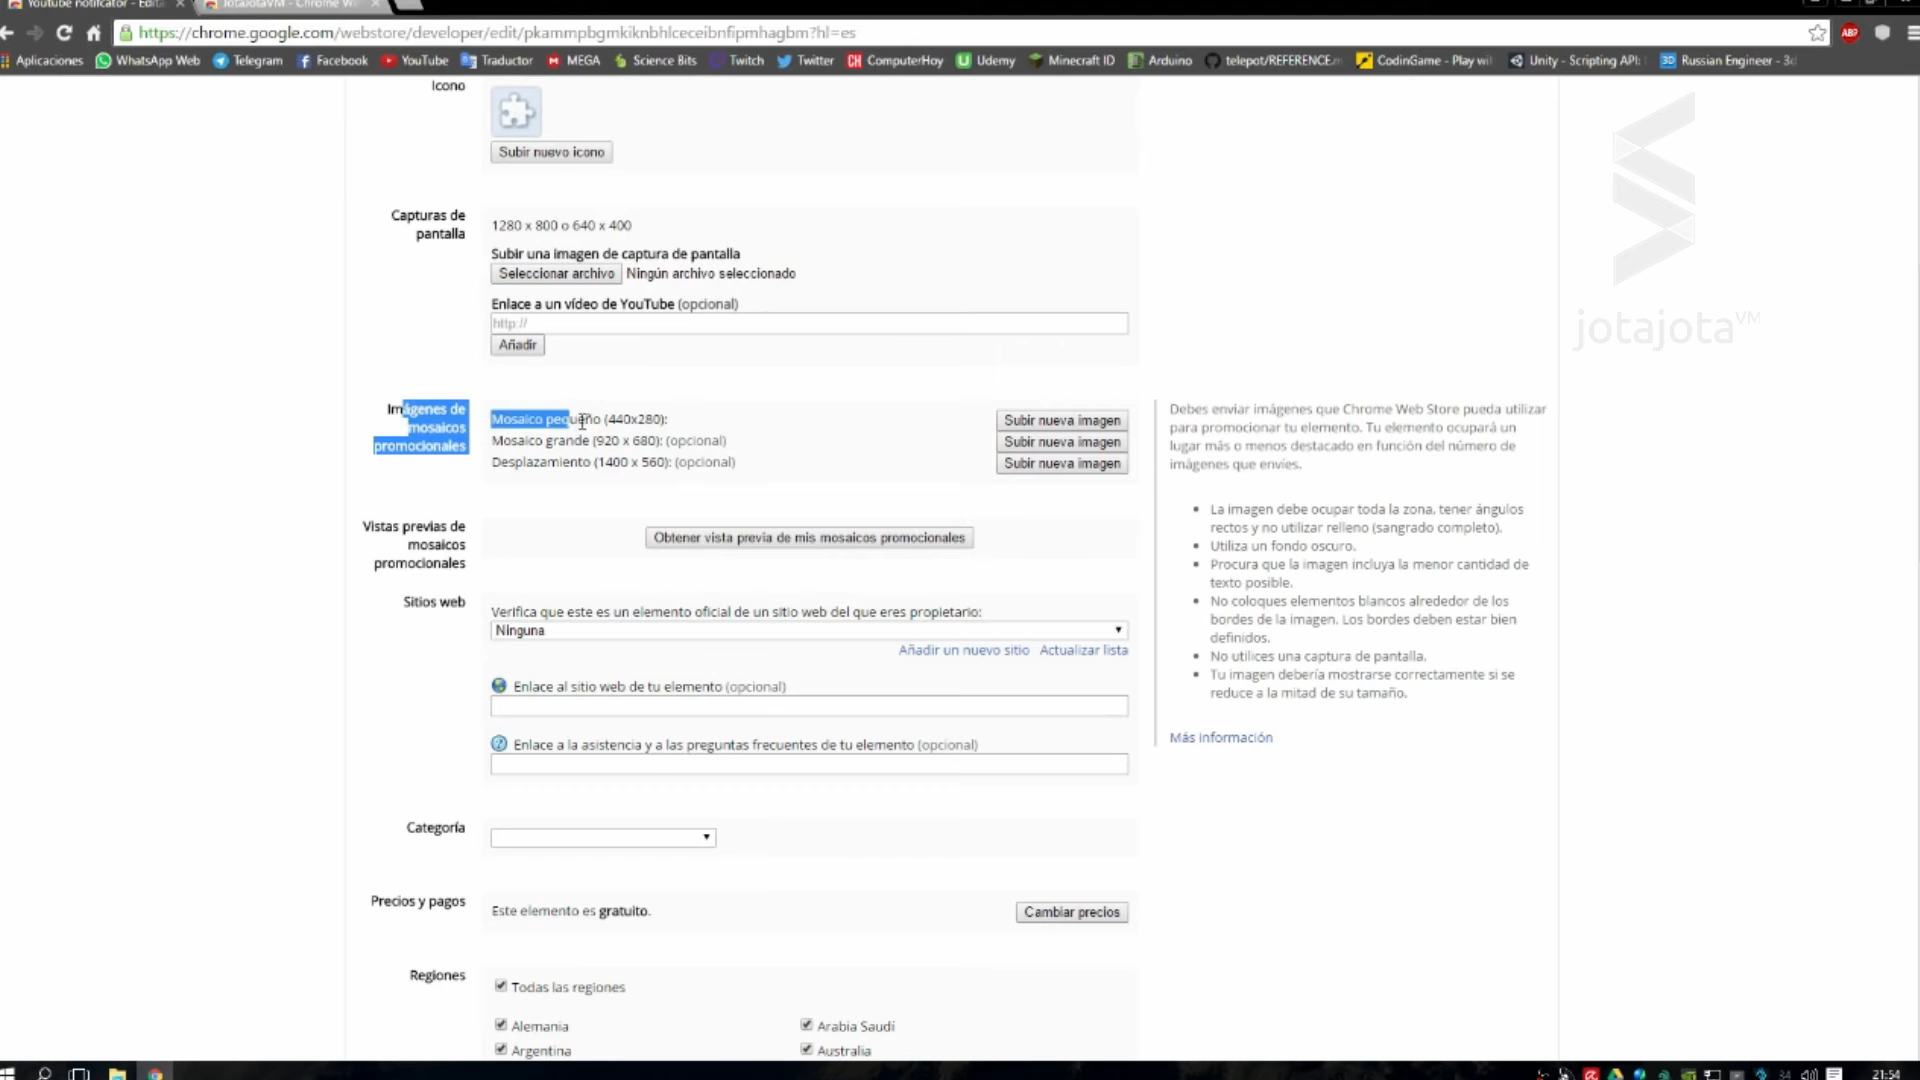 Youtube notifcator - Edit
JotajotaVM - Chrome W
https://chrome.google.com/webstore/developer/edit/pkammpbgmkiknbhlceceibnfipmhagbm?hl=es
ABP
Aplicaciones WhatsApp Web Telegram Facebook YouTube Traductor MEGA Science Bits Twitch Twitter CH ComputerHoy Udemy Minecraft ID Arduino telepot/REFERENCE.m CodinGame - Play wi Unity - Scripting API: 3D Russian Engineer - 3d
Icono
Subir nuevo icono
Capturas de
pantalla
1280 x 800 o 640 x 400
Subir una imagen de captura de pantalla
Seleccionar archivo Ningún archivo seleccionado
Enlace a un vídeo de YouTube (opcional)
http://
Añadir
jotajota VM
Imágenes de
mosaicos
promocionales
Mosaico pequeño (440x280): Subir nueva imagen
Mosaico grande (920 x 680): (opcional) Subir nueva imagen
Desplazamiento (1400 x 560): (opcional) Subir nueva imagen
Debes enviar imágenes que Chrome Web Store pueda utilizar
para promocionar tu elemento. Tu elemento ocupará un
lugar más o menos destacado en función del número de
imágenes que envíes.
La imagen debe ocupar toda la zona, tener ángulos
rectos y no utilizar relleno (sangrado completo).
Utiliza un fondo oscuro.
Procura que la imagen incluya la menor cantidad de
texto posible.
No coloques elementos blancos alrededor de los
bordes de la imagen. Los bordes deben estar bien
definidos.
No utilices una captura de pantalla.
Tu imagen debería mostrarse correctamente si se
reduce a la mitad de su tamaño.
Más información
Vistas previas de
mosaicos
promocionales
Obtener vista previa de mis mosaicos promocionales
Sitios web
Verifica que este es un elemento oficial de un sitio web del que eres propietario:
Ninguna
Añadir un nuevo sitio Actualizar lista
Enlace al sitio web de tu elemento (opcional)
Enlace a la asistencia y a las preguntas frecuentes de tu elemento (opcional)
Categoría
Precios y pagos
Este elemento es gratuito.
Cambiar precios
Regiones
Todas las regiones
Alemania Arabia Saudí
Argentina Australia
34
21:54